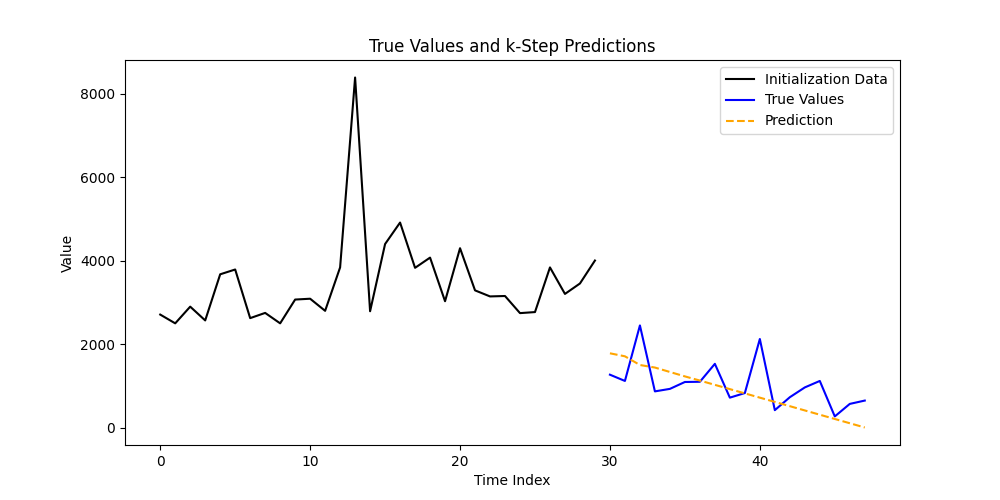 True Values and k-Step Predictions
Initialization Data
True Values
Prediction
Value
8000
6000
4000
2000
0
0
10
20
30
40
Time Index